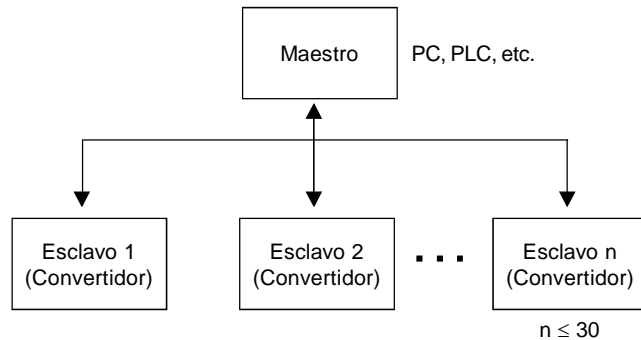 Maestro
PC, PLC, etc.
Esclavo 1
(Convertidor)
Esclavo 2
(Convertidor)
Esclavo n
(Convertidor)
n ≤ 30